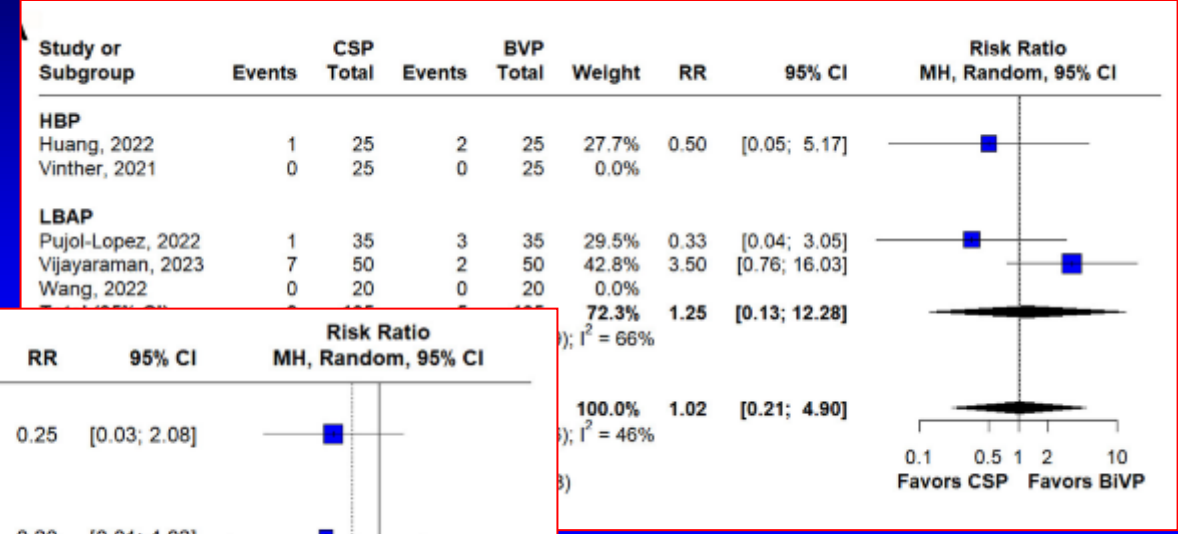 Study or CSP BVP Risk Ratio
Subgroup Events Total Events Total Weight RR 95% CI MH, Random, 95% CI
HBP
Huang, 2022 1 25 2 25 27.7% 0.50 [0.05; 5.17]
Vinther, 2021 0 25 0 25 0.0%
LBAP
Pujol-Lopez, 2022 1 35 3 35 29.5% 0.33 [0.04; 3.05]
Vijayaraman, 2023 7 50 2 50 42.8% 3.50 [0.76; 16.03]
Wang, 2022 0 20 0 20 0.0%
72.3% 1.25 [0.13; 12.28]
); I² = 66%
100.0% 1.02 [0.21; 4.90]
); I² = 46%
0.1 0.5 1 2 10
Favors CSP Favors BiVP
Risk Ratio
RR 95% CI MH, Random, 95% CI
0.25 [0.03; 2.08]